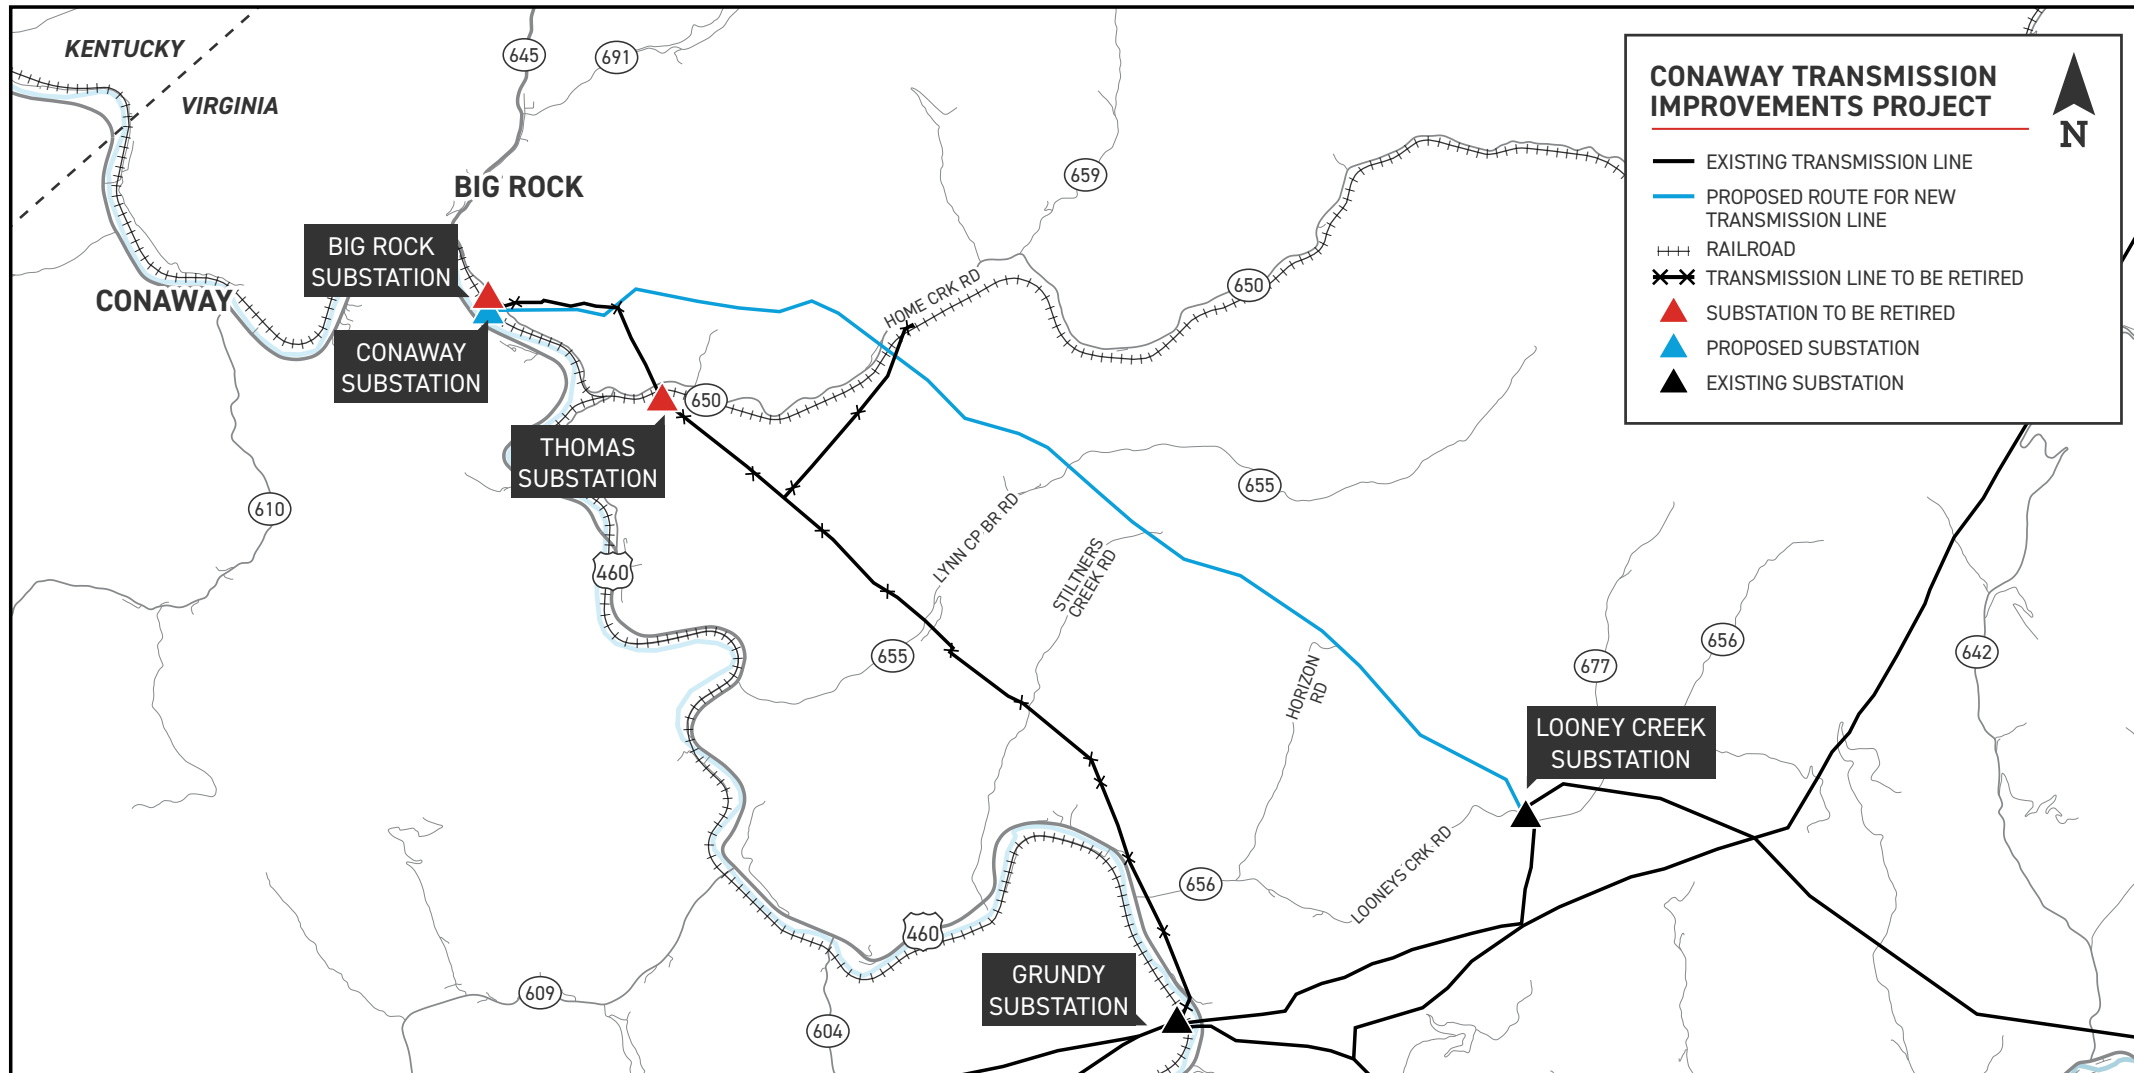 KENTUCKY
VIRGINIA
645
691
BIG ROCK
659
BIG ROCK
SUBSTATION
CONAWAY
CONAWAY
SUBSTATION
HOME CRK RD
650
650
THOMAS
SUBSTATION
610
460
LYNN CP BR RD
655
STILTNERS
CREEK RD
655
HORIZON
RD
677
656
642
LOONEY CREEK
SUBSTATION
LOONEYS CRK RD
656
460
GRUNDY
SUBSTATION
609
604
CONAWAY TRANSMISSION
IMPROVEMENTS PROJECT
N
EXISTING TRANSMISSION LINE
PROPOSED ROUTE FOR NEW
TRANSMISSION LINE
RAILROAD
TRANSMISSION LINE TO BE RETIRED
SUBSTATION TO BE RETIRED
PROPOSED SUBSTATION
EXISTING SUBSTATION